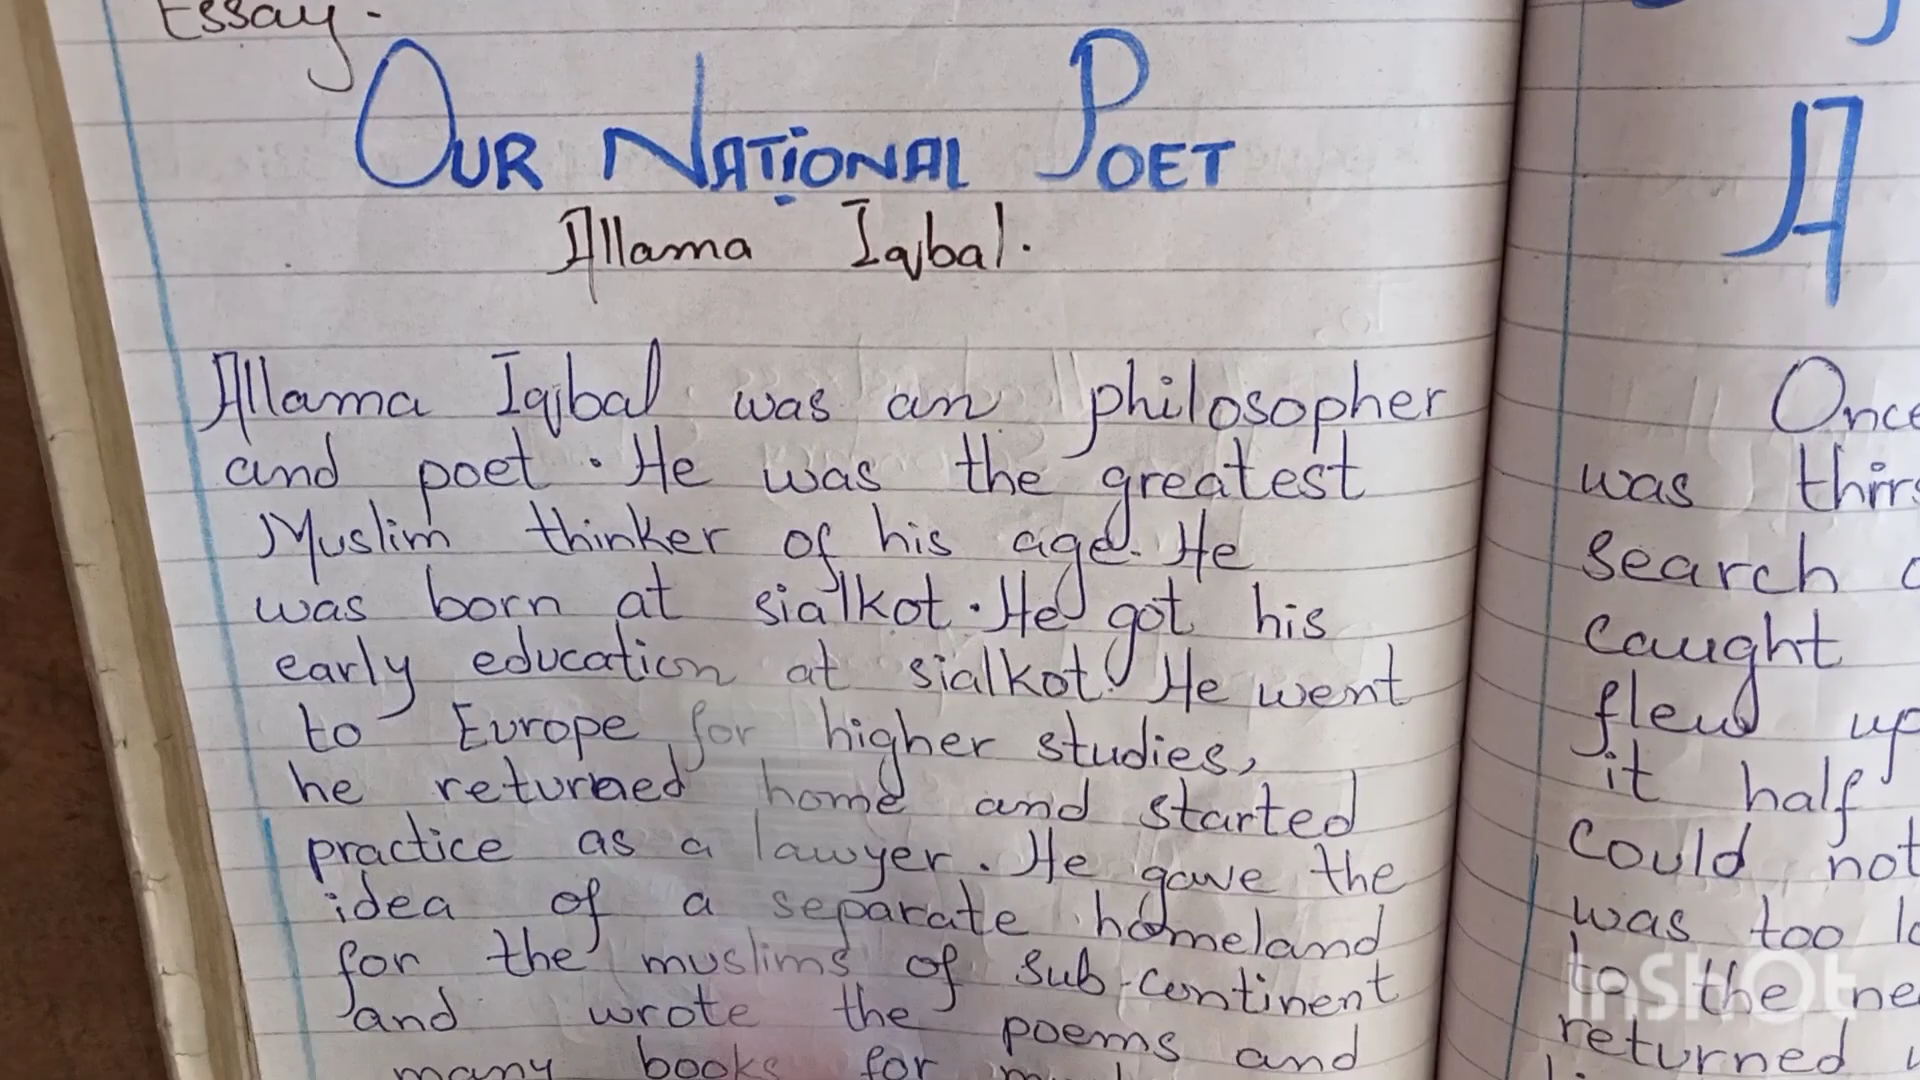 Essay.
OUR NATIONAL POET
Allama Iqbal.
Allama Iqbal was an philosopher
and poet. He was the greatest
Muslim thinker of his age. He
was born at sialkot. He got his
early education at sialkot. He went
to Europe for higher studies,
he returned home and started
practice as a lawyer. He gave the
idea of a separate homeland
for the muslims of sub-continent
and wrote the poems and
many books for
A
Once
was
search
caught
flew up
it half
could not
was too
to the
returned
InShOt